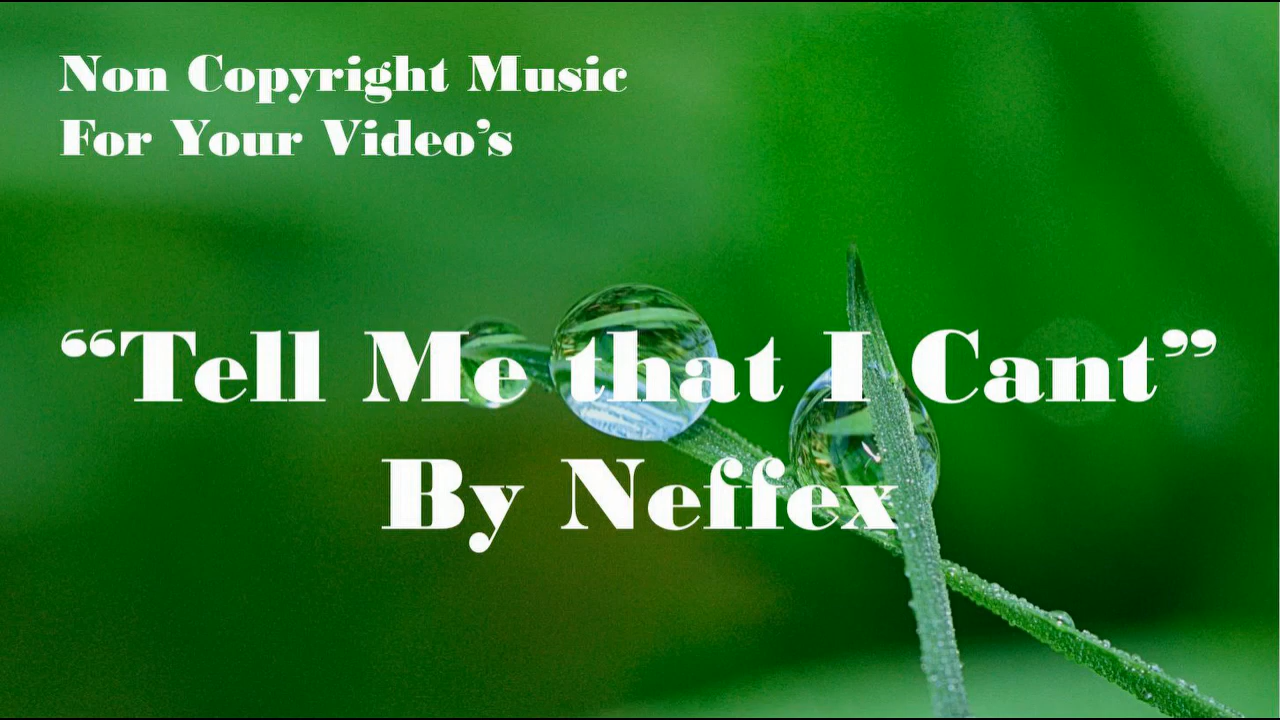 Non Copyright Music
For Your Video’s
“Tell Me that I Cant”
By Neffex